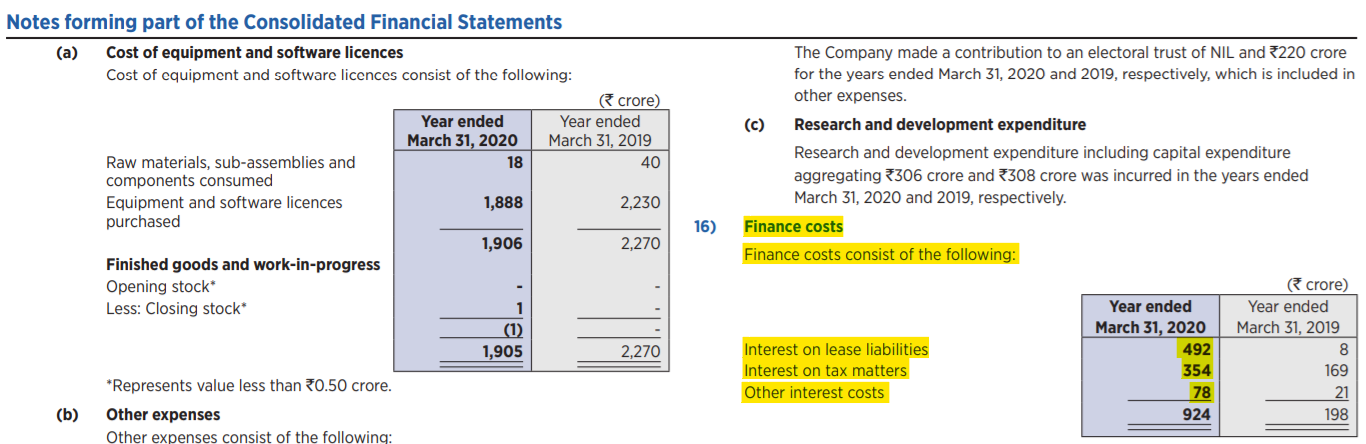 Notes forming part of the Consolidated Financial Statements
(a) Cost of equipment and software licences
Cost of equipment and software licences consist of the following:
(₹ crore)
Year ended Year ended
March 31, 2020 March 31, 2019
Raw materials, sub-assemblies and 18 40
components consumed
Equipment and software licences 1,888 2,230
purchased
1,906 2,270
Finished goods and work-in-progress
Opening stock* - -
Less: Closing stock* 1 -
(1) -
1,905 2,270
*Represents value less than ₹0.50 crore.
(b) Other expenses
Other expenses consist of the following:
The Company made a contribution to an electoral trust of NIL and ₹220 crore
for the years ended March 31, 2020 and 2019, respectively, which is included in
other expenses.
(c) Research and development expenditure
Research and development expenditure including capital expenditure
aggregating ₹306 crore and ₹308 crore was incurred in the years ended
March 31, 2020 and 2019, respectively.
16) Finance costs
Finance costs consist of the following:
(₹ crore)
Year ended Year ended
March 31, 2020 March 31, 2019
Interest on lease liabilities 492 8
Interest on tax matters 354 169
Other interest costs 78 21
924 198